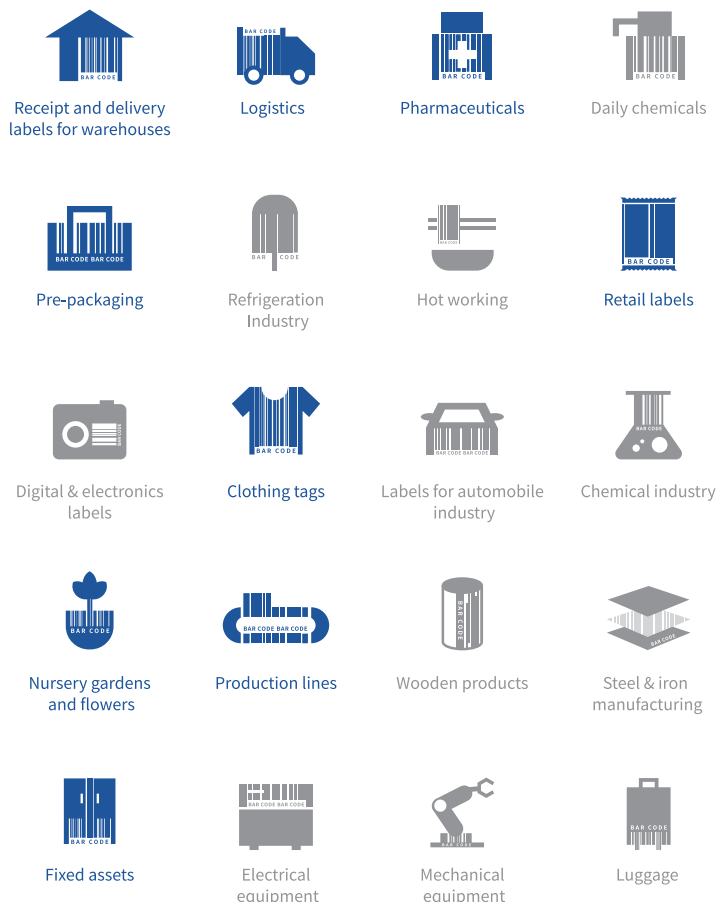 BAR CODE
BAR CODE
BAR CODE
BAR CODE
Receipt and delivery
labels for warehouses
Logistics
Pharmaceuticals
Daily chemicals
BAR CODE BAR CODE
BAR CODE
BAR CODE
BAR CODE
Pre-packaging
Refrigeration
Industry
Hot working
Retail labels
BAR CODE
BAR CODE
BAR CODE BAR CODE
BAR CODE
Digital & electronics
labels
Clothing tags
Labels for automobile
industry
Chemical industry
BAR CODE
BAR CODE BAR CODE
BAR CODE
BAR CODE
Nursery gardens
and flowers
Production lines
Wooden products
Steel & iron
manufacturing
BAR CODE
BAR CODE BAR CODE
BAR CODE
BAR CODE
Fixed assets
Electrical
equipment
Mechanical
equipment
Luggage